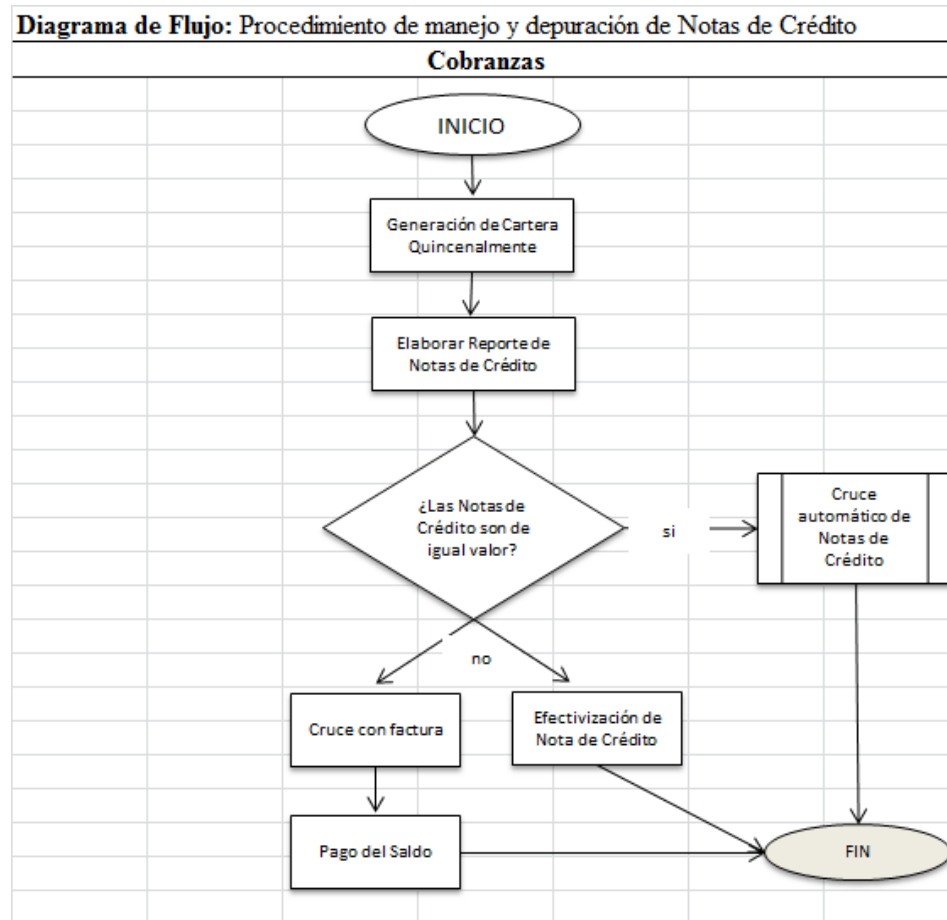 Diagrama de Flujo: Procedimiento de manejo y depuración de Notas de Crédito
Cobranzas
INICIO
Generación de Cartera
Quincenalmente
Elaborar Reporte de
Notas de Crédito
¿Las Notas de
Crédito son de
igual valor?
si
Cruce
automático de
Notas de
Crédito
no
Cruce con factura
Efectivización de
Nota de Crédito
Pago del Saldo
FIN